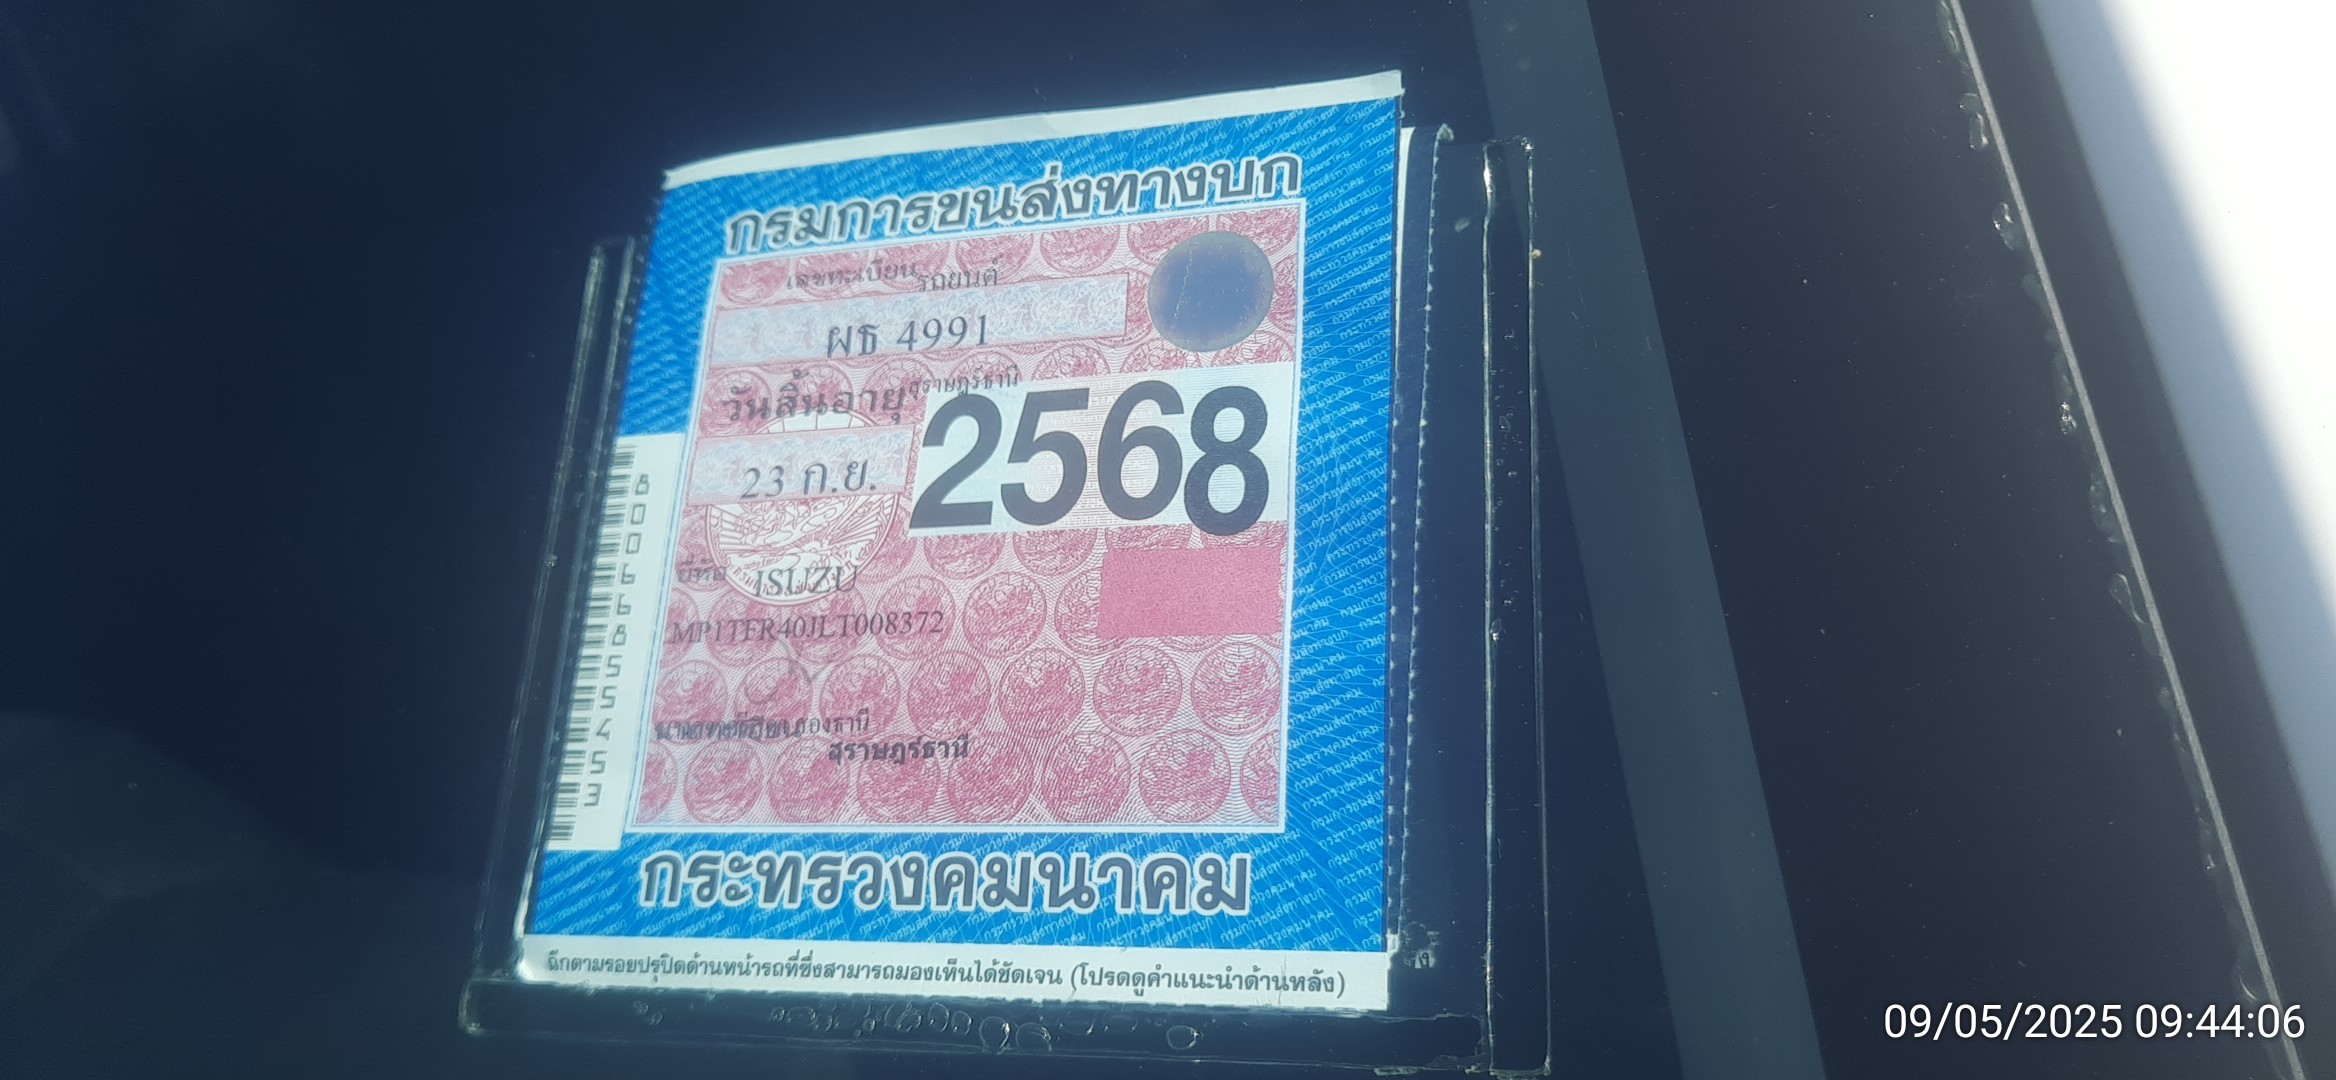 กรมการขนส่งทางบก
เลขทะเบียนรถยนต์
ผธ 4991
สุราษฎร์ธานี
วันสิ้นอายุ
23 ก.ย. 2568
ยี่ห้อ ISUZU
MP1TFR40JLT008372
สุราษฎร์ธานี
กระทรวงคมนาคม
ฉีกตามรอยปรุปิดด้านหน้ารถที่ซึ่งสามารถมองเห็นได้ชัดเจน (โปรดดูคำแนะนำด้านหลัง)
09/05/2025 09:44:06